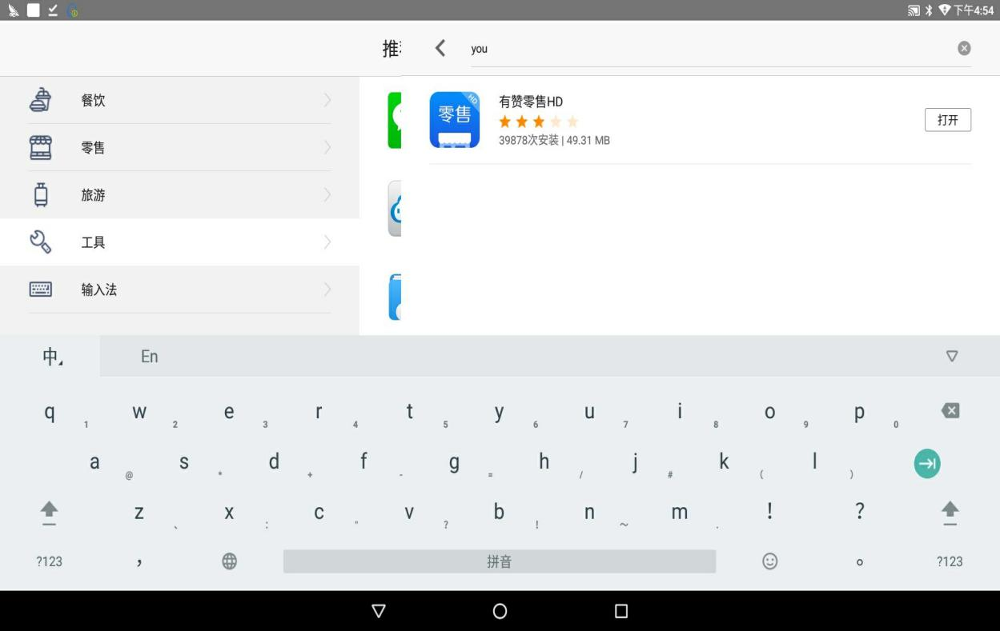 下午4:54
推
you
餐饮
零售
旅游
工具
输入法
零售
HD
有赞零售HD
39878次安装 | 49.31 MB
打开
中
En
q 1 w 2 e 3 r 4 t 5 y 6 u 7 i 8 o 9 p 0
a @ s * d + f - g = h / j # k ( l )
z 、 x : c " v ? b ! n ~ m . ! ?
?123 , 拼音 。 ?123